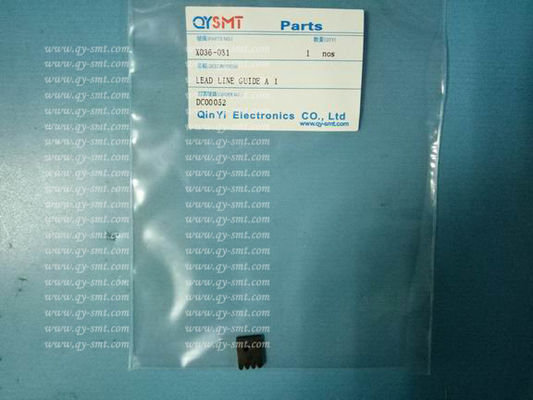 QYSMT Parts
X036-031 1 nos
LEAD LINE GUIDE A 1
DC00052
QinYi Electronics CO., Ltd
www.qy-smt.com